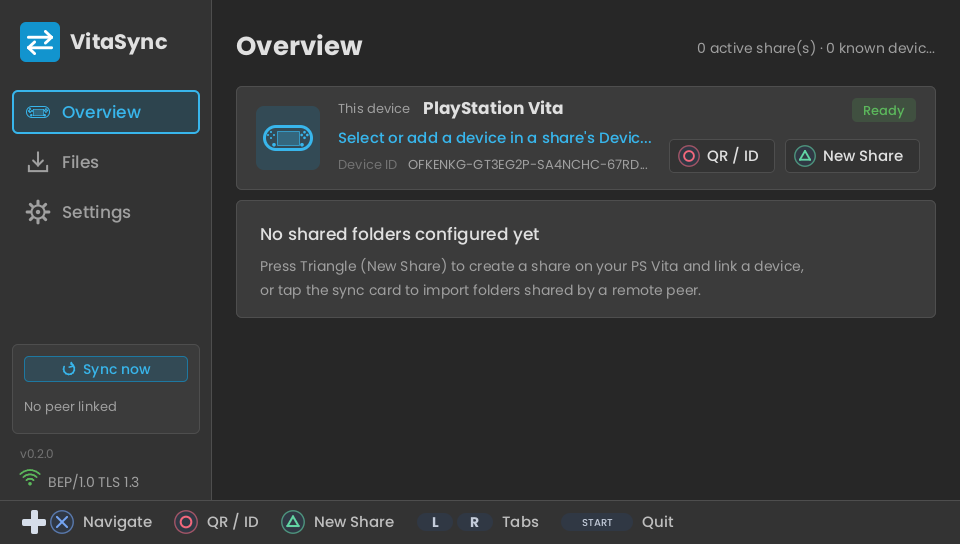 VitaSync
Overview
Files
Settings
Sync now
No peer linked
v0.2.0
BEP/1.0 TLS 1.3
Overview
0 active share(s) · 0 known devic...
This device PlayStation Vita
Ready
Select or add a device in a share's Devic...
Device ID OFKENKG-GT3EG2P-SA4NCHC-67RD...
QR / ID
New Share
No shared folders configured yet
Press Triangle (New Share) to create a share on your PS Vita and link a device,
or tap the sync card to import folders shared by a remote peer.
Navigate QR / ID New Share L R Tabs START Quit